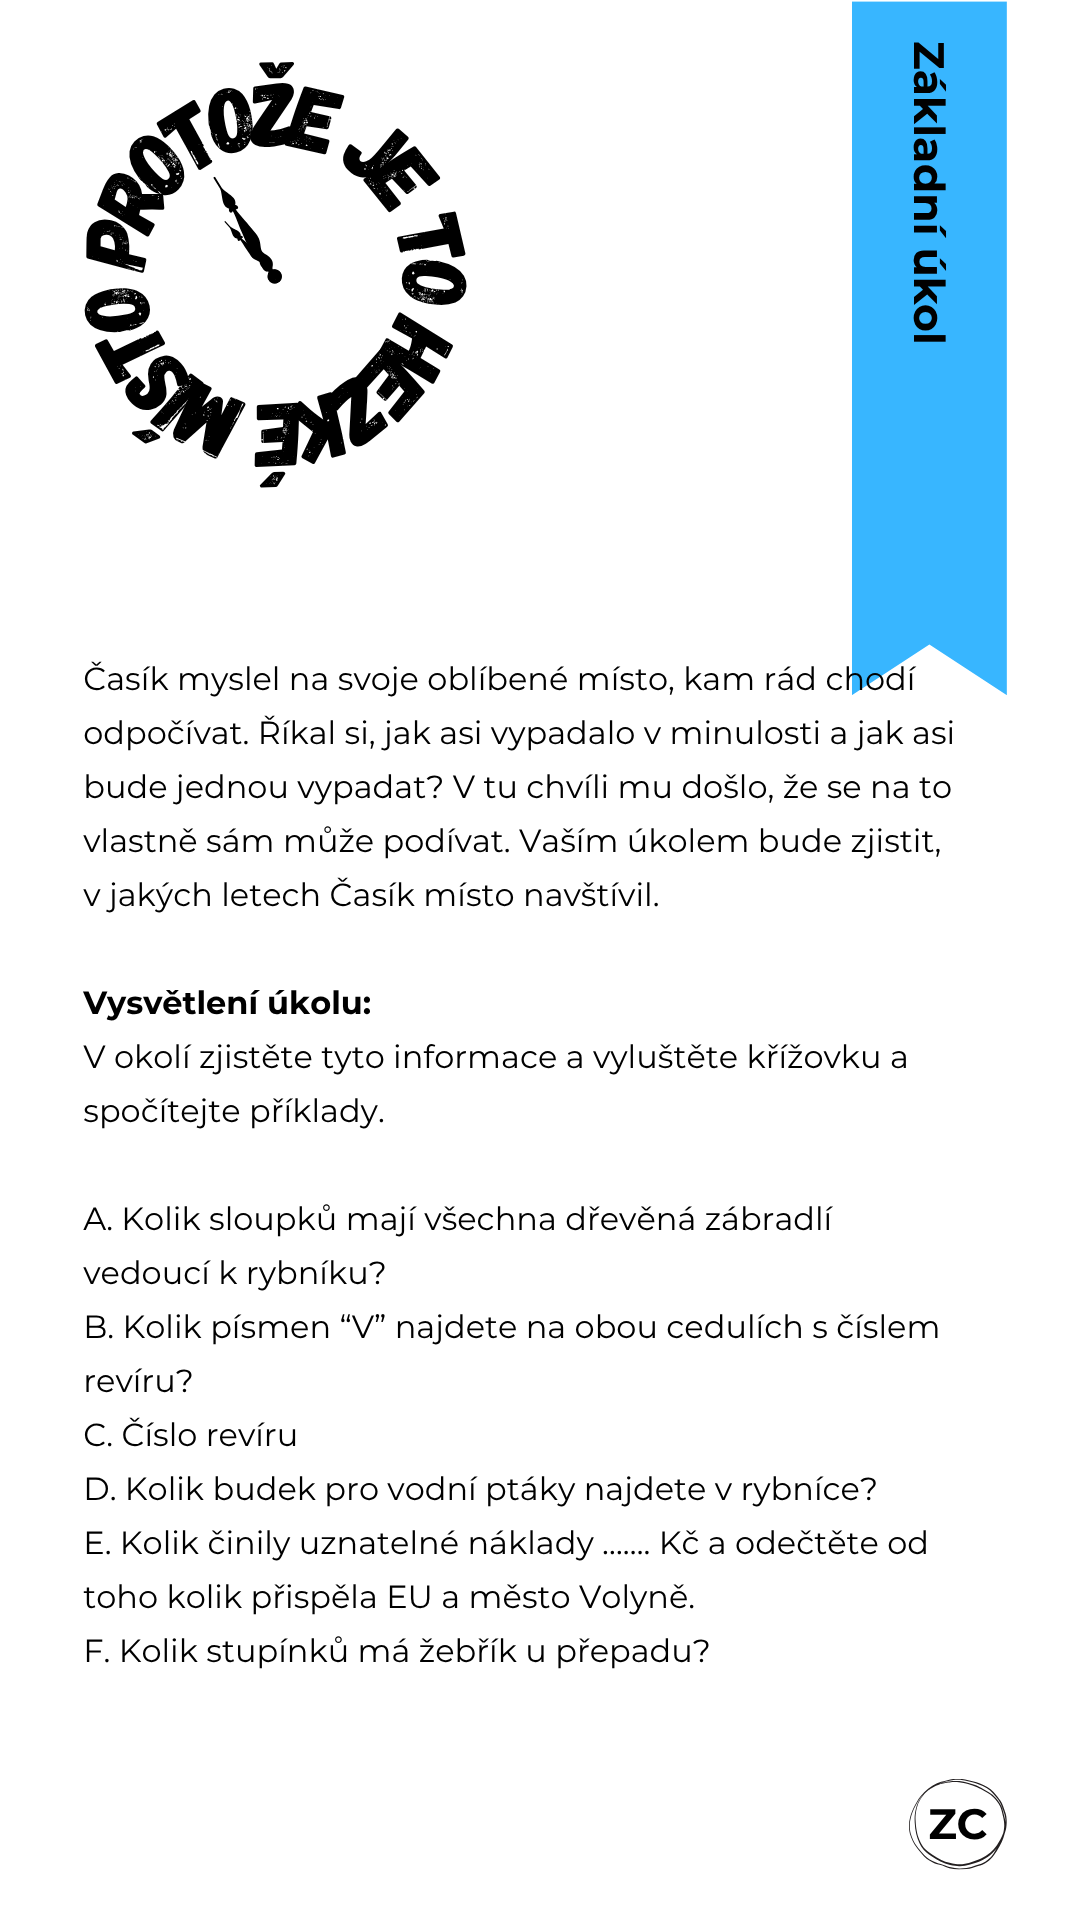 PROTOŽE JE TO HEZKÉ MÍSTO
Základní úkol
Časík myslel na svoje oblíbené místo, kam rád chodí
odpočívat. Říkal si, jak asi vypadalo v minulosti a jak asi
bude jednou vypadat? V tu chvíli mu došlo, že se na to
vlastně sám může podívat. Vaším úkolem bude zjistit,
v jakých letech Časík místo navštívil.
Vysvětlení úkolu:
V okolí zjistěte tyto informace a vyluštěte křížovku a
spočítejte příklady.
A. Kolik sloupků mají všechna dřevěná zábradlí
vedoucí k rybníku?
B. Kolik písmen “V” najdete na obou cedulích s číslem
revíru?
C. Číslo revíru
D. Kolik budek pro vodní ptáky najdete v rybníce?
E. Kolik činily uznatelné náklady ....... Kč a odečtěte od
toho kolik přispěla EU a město Volyně.
F. Kolik stupínků má žebřík u přepadu?
ZC